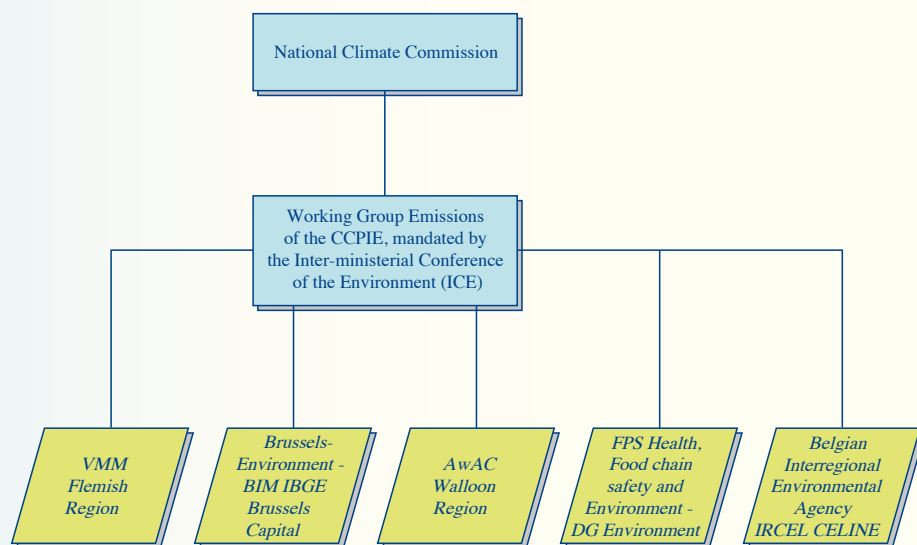 National Climate Commission
Working Group Emissions
of the CCPIE, mandated by
the Inter-ministerial Conference
of the Environment (ICE)
VMM
Flemish
Region
Brussels-
Environment -
BIM IBGE
Brussels
Capital
AwAC
Walloon
Region
FPS Health,
Food chain
safety and
Environment -
DG Environment
Belgian
Interregional
Environmental
Agency
IRCEL CELINE